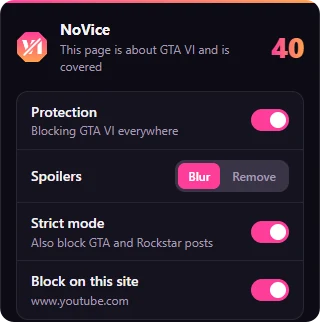 VI
NoVice
This page is about GTA VI and is
covered
40
Protection
Blocking GTA VI everywhere
Spoilers
Blur
Remove
Strict mode
Also block GTA and Rockstar posts
Block on this site
www.youtube.com